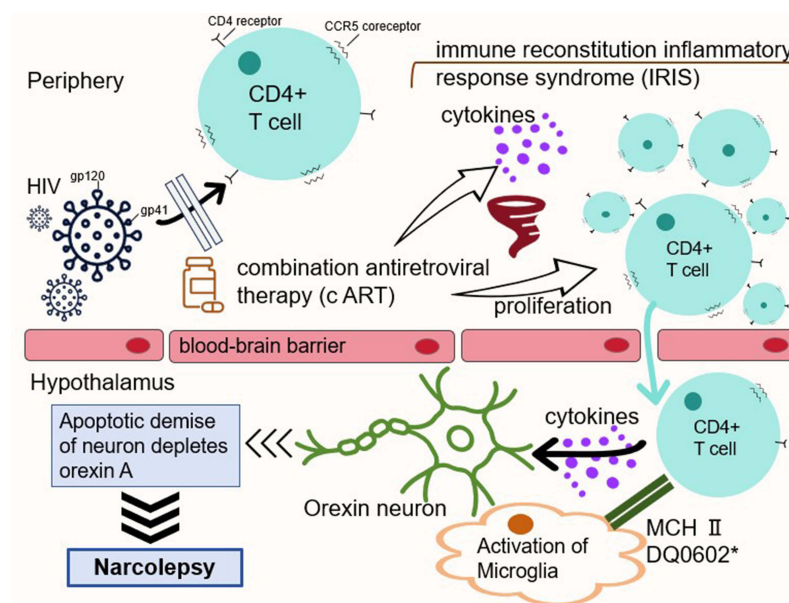 CD4 receptor
CCR5 coreceptor
Periphery
CD4+
T cell
immune reconstitution inflammatory
response syndrome (IRIS)
cytokines
HIV
gp120
gp41
combination antiretroviral
therapy (c ART)
proliferation
CD4+
T cell
blood-brain barrier
Hypothalamus
Apoptotic demise
of neuron depletes
orexin A
Narcolepsy
Orexin neuron
cytokines
CD4+
T cell
Activation of
Microglia
MCH II
DQ0602*